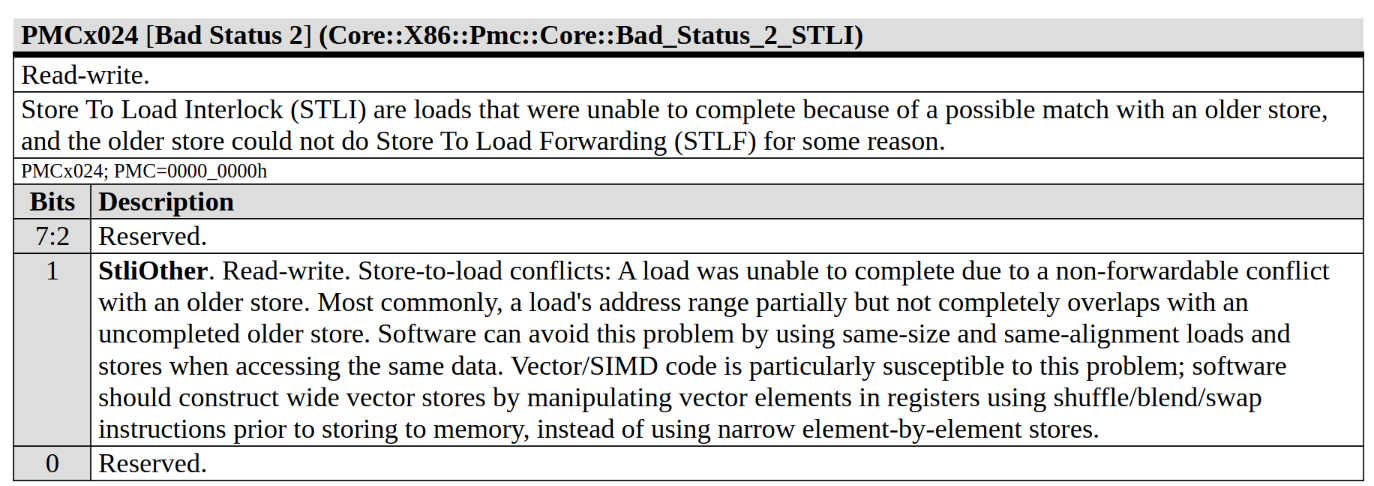 PMCx024 [Bad Status 2] (Core::X86::Pmc::Core::Bad_Status_2_STLI)
Read-write.
Store To Load Interlock (STLI) are loads that were unable to complete because of a possible match with an older store,
and the older store could not do Store To Load Forwarding (STLF) for some reason.
PMCx024; PMC=0000_0000h
Bits Description
7:2 Reserved.
1 StliOther. Read-write. Store-to-load conflicts: A load was unable to complete due to a non-forwardable conflict
with an older store. Most commonly, a load's address range partially but not completely overlaps with an
uncompleted older store. Software can avoid this problem by using same-size and same-alignment loads and
stores when accessing the same data. Vector/SIMD code is particularly susceptible to this problem; software
should construct wide vector stores by manipulating vector elements in registers using shuffle/blend/swap
instructions prior to storing to memory, instead of using narrow element-by-element stores.
0 Reserved.